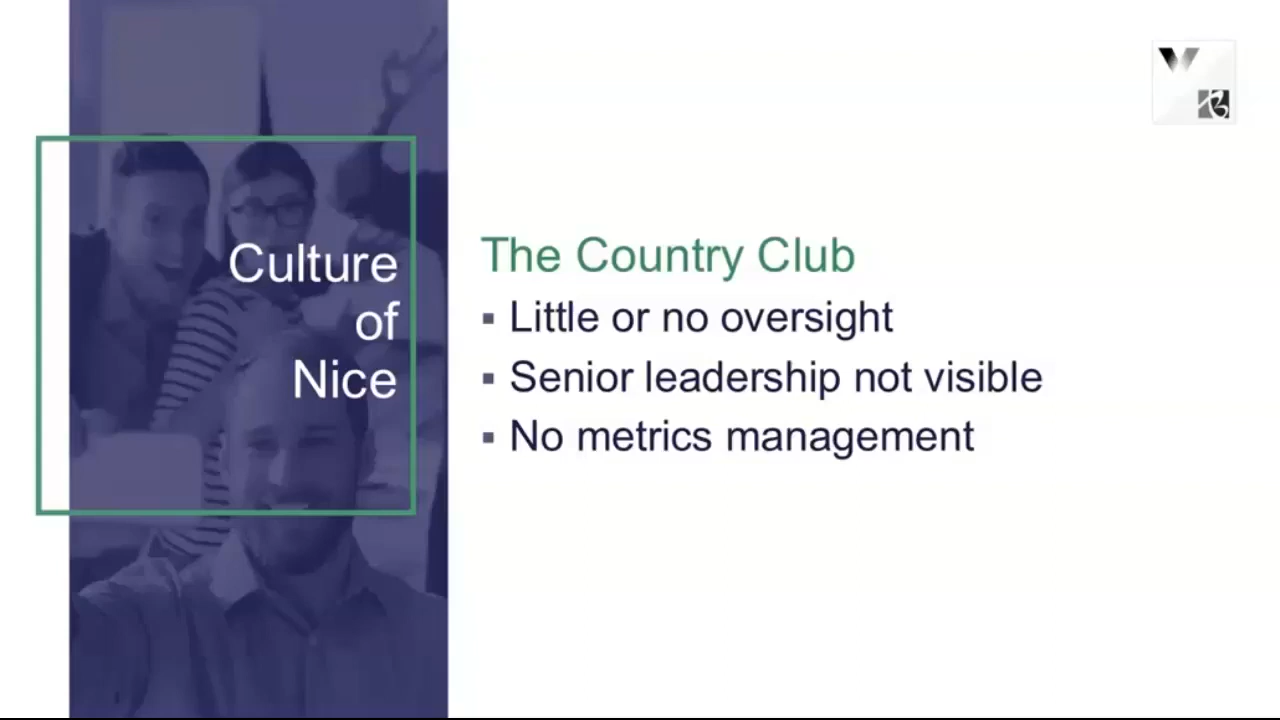 Culture
of
Nice
The Country Club
▪ Little or no oversight
▪ Senior leadership not visible
▪ No metrics management